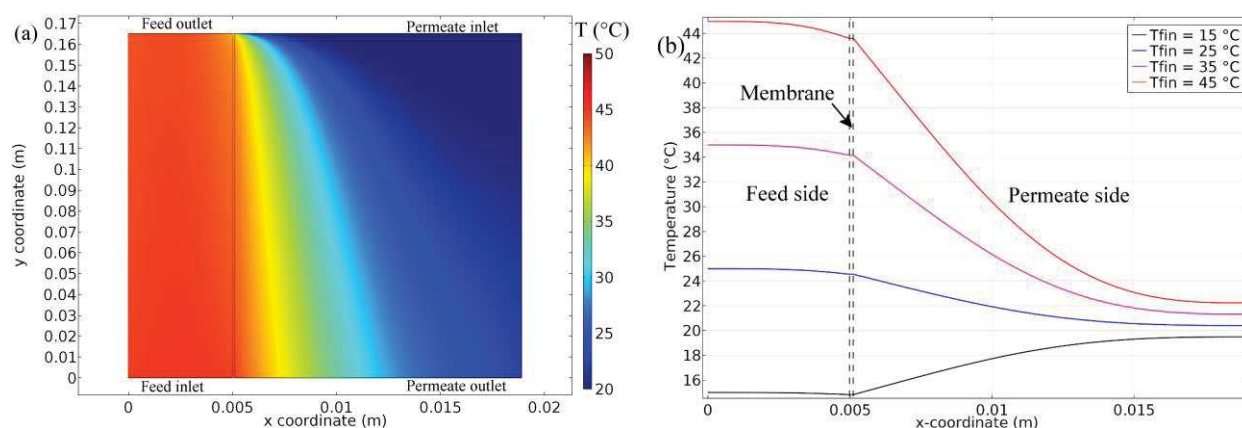 (a)
Feed outlet
Permeate inlet
T (°C)
0.17
0.16
0.15
0.14
0.13
0.12
0.11
0.1
0.09
0.08
0.07
0.06
0.05
0.04
0.03
0.02
0.01
0
y coordinate (m)
50
45
40
35
30
25
20
Feed inlet
Permeate outlet
0
0.005
0.01
0.015
0.02
x coordinate (m)
(b)
44
42
40
38
36
34
32
30
28
26
24
22
20
18
16
Temperature (°C)
Tfin = 15 °C
Tfin = 25 °C
Tfin = 35 °C
Tfin = 45 °C
Membrane
Feed side
Permeate side
0
0.005
0.01
0.015
x-coordinate (m)